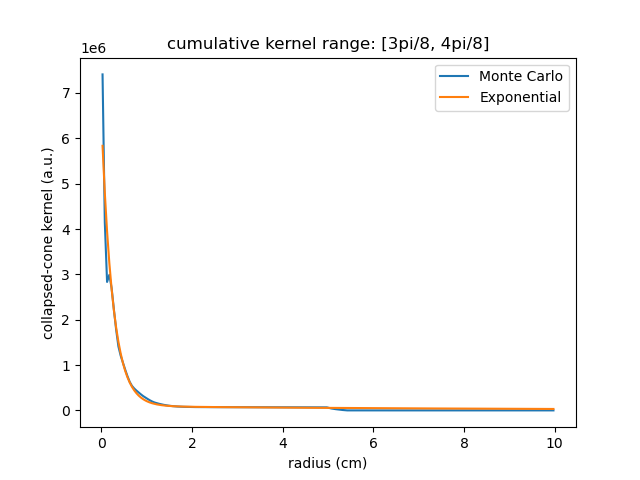 cumulative kernel range: [3pi/8, 4pi/8]
1e6
Monte Carlo
Exponential
7
6
5
4
3
2
1
0
collapsed-cone kernel (a.u.)
0 2 4 6 8 10
radius (cm)